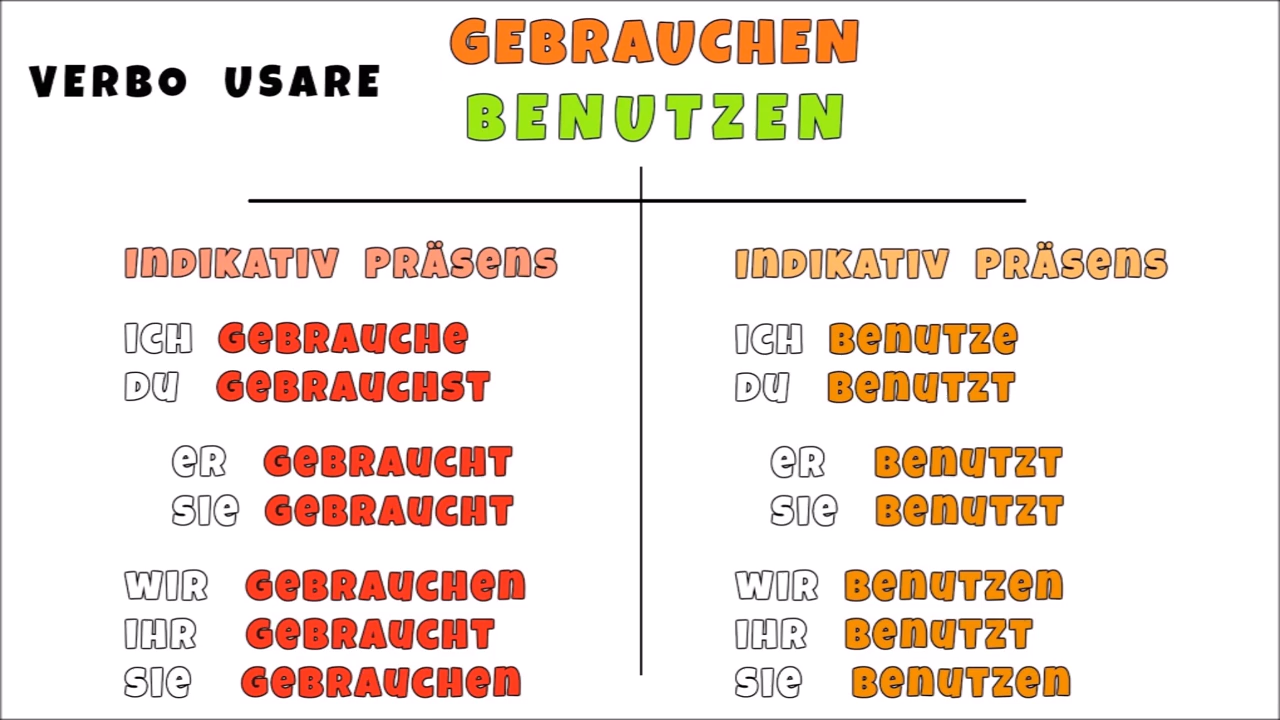 VERBO USARE
GEBRAUCHEN
BENUTZEN
INDIKATIV PRÄSENS
ICH GEBRAUCHE
DU GEBRAUCHST
ER GEBRAUCHT
SIE GEBRAUCHT
WIR GEBRAUCHEN
IHR GEBRAUCHT
SIE GEBRAUCHEN
INDIKATIV PRÄSENS
ICH BENUTZE
DU BENUTZT
ER BENUTZT
SIE BENUTZT
WIR BENUTZEN
IHR BENUTZT
SIE BENUTZEN